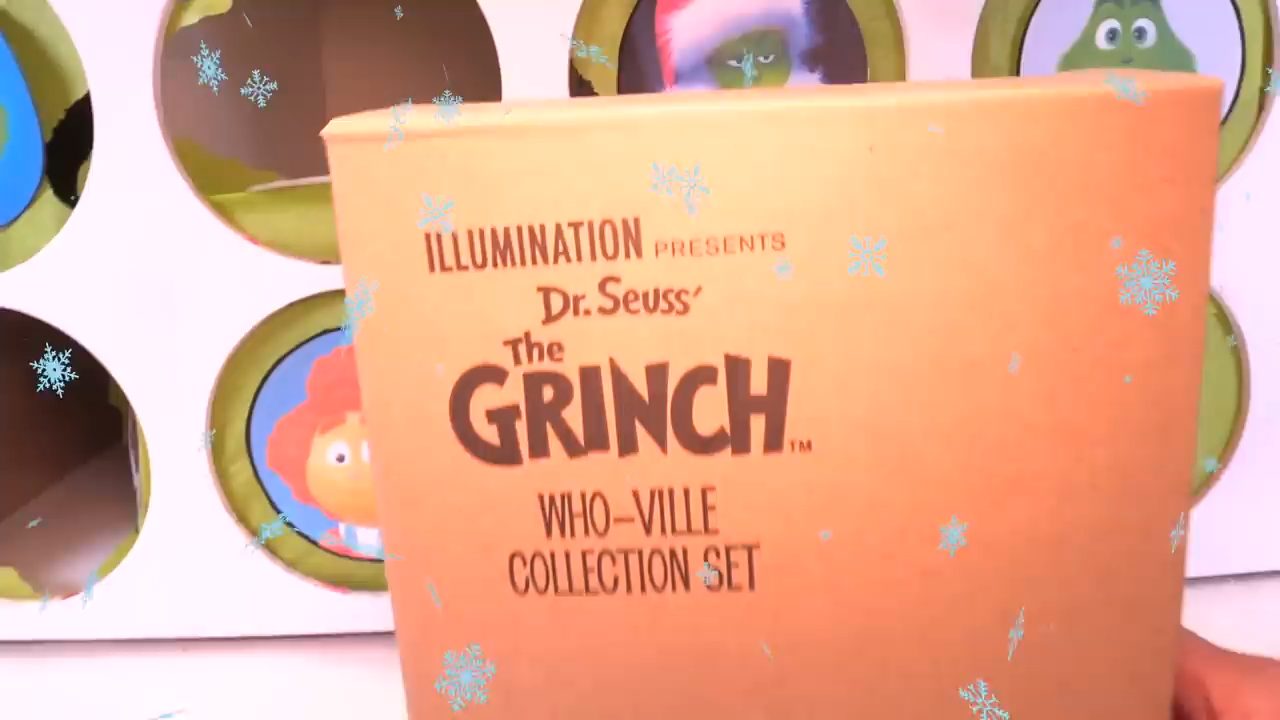 ILLUMINATION PRESENTS
Dr. Seuss'
The
GRINCH™
WHO-VILLE
COLLECTION SET